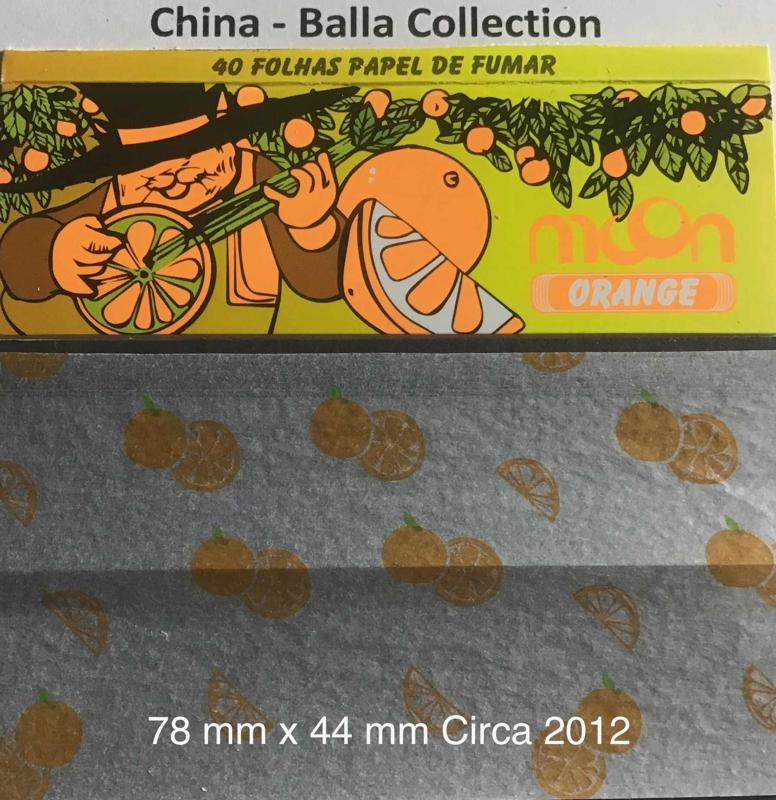 China - Balla Collection
40 FOLHAS PAPEL DE FUMAR
moon
ORANGE
78 mm x 44 mm Circa 2012